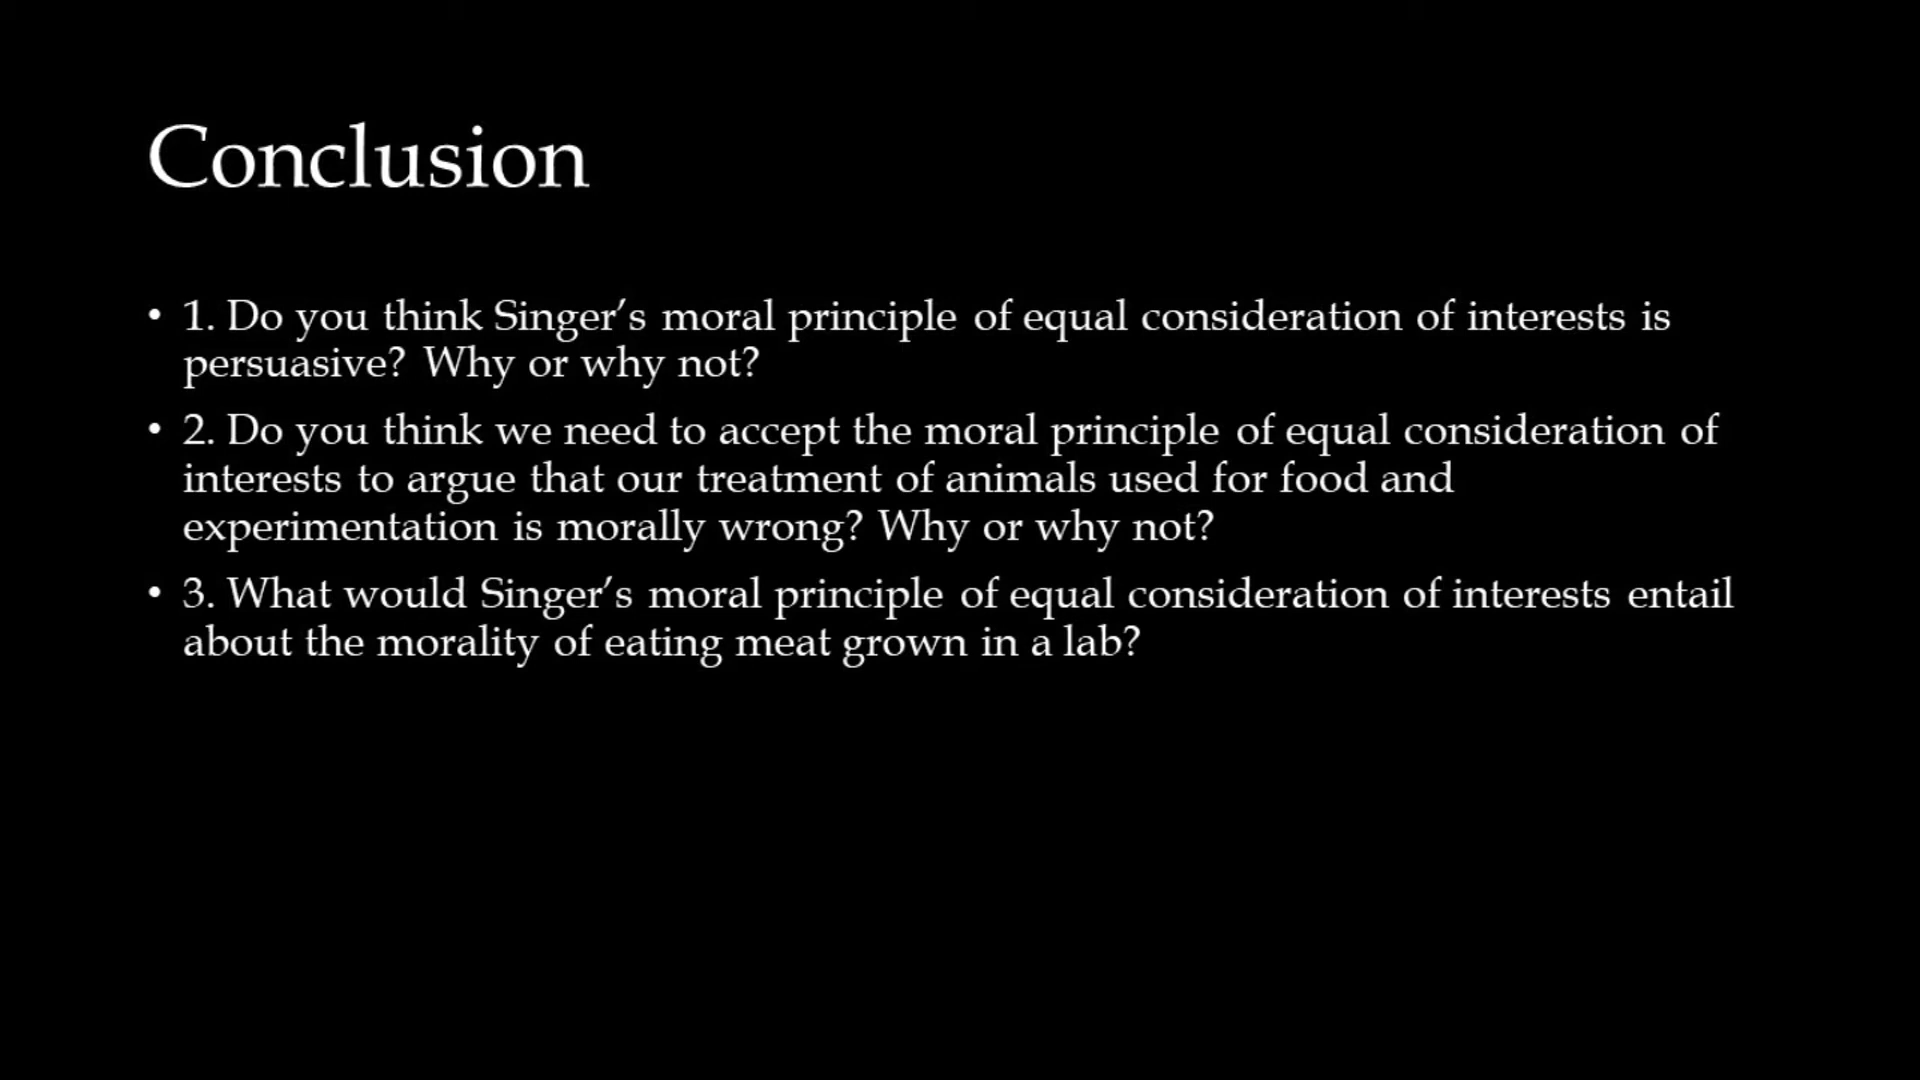 Conclusion
• 1. Do you think Singer’s moral principle of equal consideration of interests is
persuasive? Why or why not?
• 2. Do you think we need to accept the moral principle of equal consideration of
interests to argue that our treatment of animals used for food and
experimentation is morally wrong? Why or why not?
• 3. What would Singer’s moral principle of equal consideration of interests entail
about the morality of eating meat grown in a lab?